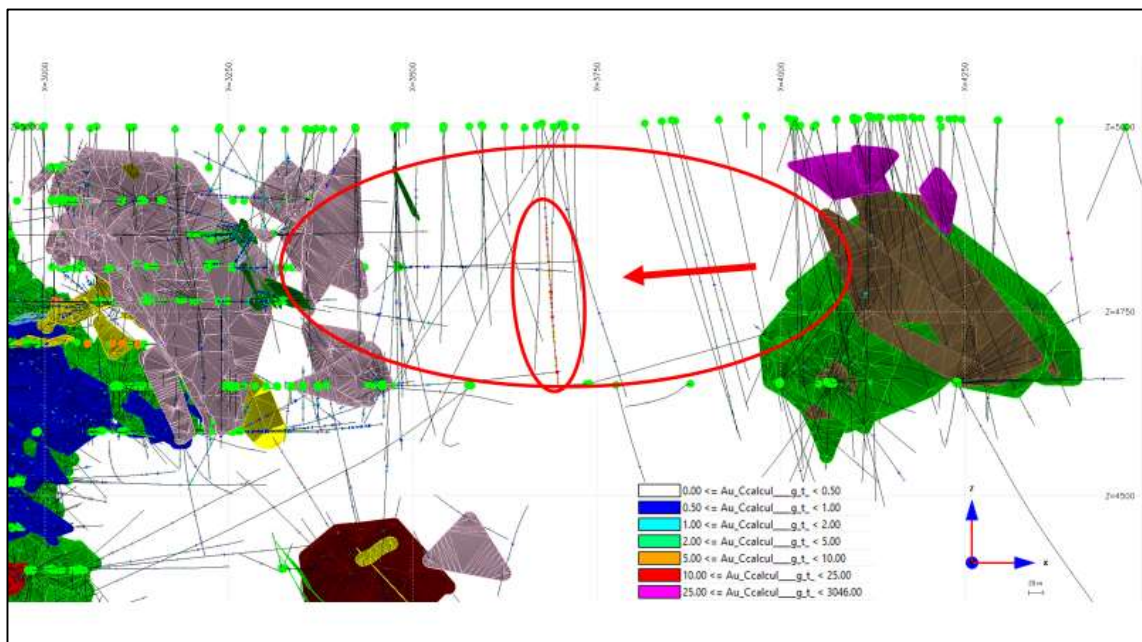 X=3000
X=3250
X=3500
X=3750
X=4000
X=4250
Z=5000
Z=4750
Z=4500
0.00 <= Au_Ccalcul___g_t_ < 0.50
0.50 <= Au_Ccalcul___g_t_ < 1.00
1.00 <= Au_Ccalcul___g_t_ < 2.00
2.00 <= Au_Ccalcul___g_t_ < 5.00
5.00 <= Au_Ccalcul___g_t_ < 10.00
10.00 <= Au_Ccalcul___g_t_ < 25.00
25.00 <= Au_Ccalcul___g_t_ < 3046.00
z
x